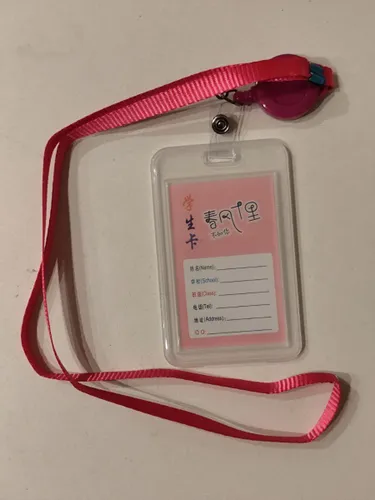 学生卡
春风十里
姓名(Name):
学校(School):
班级(Class):
电话(Tel):
地址(Address):